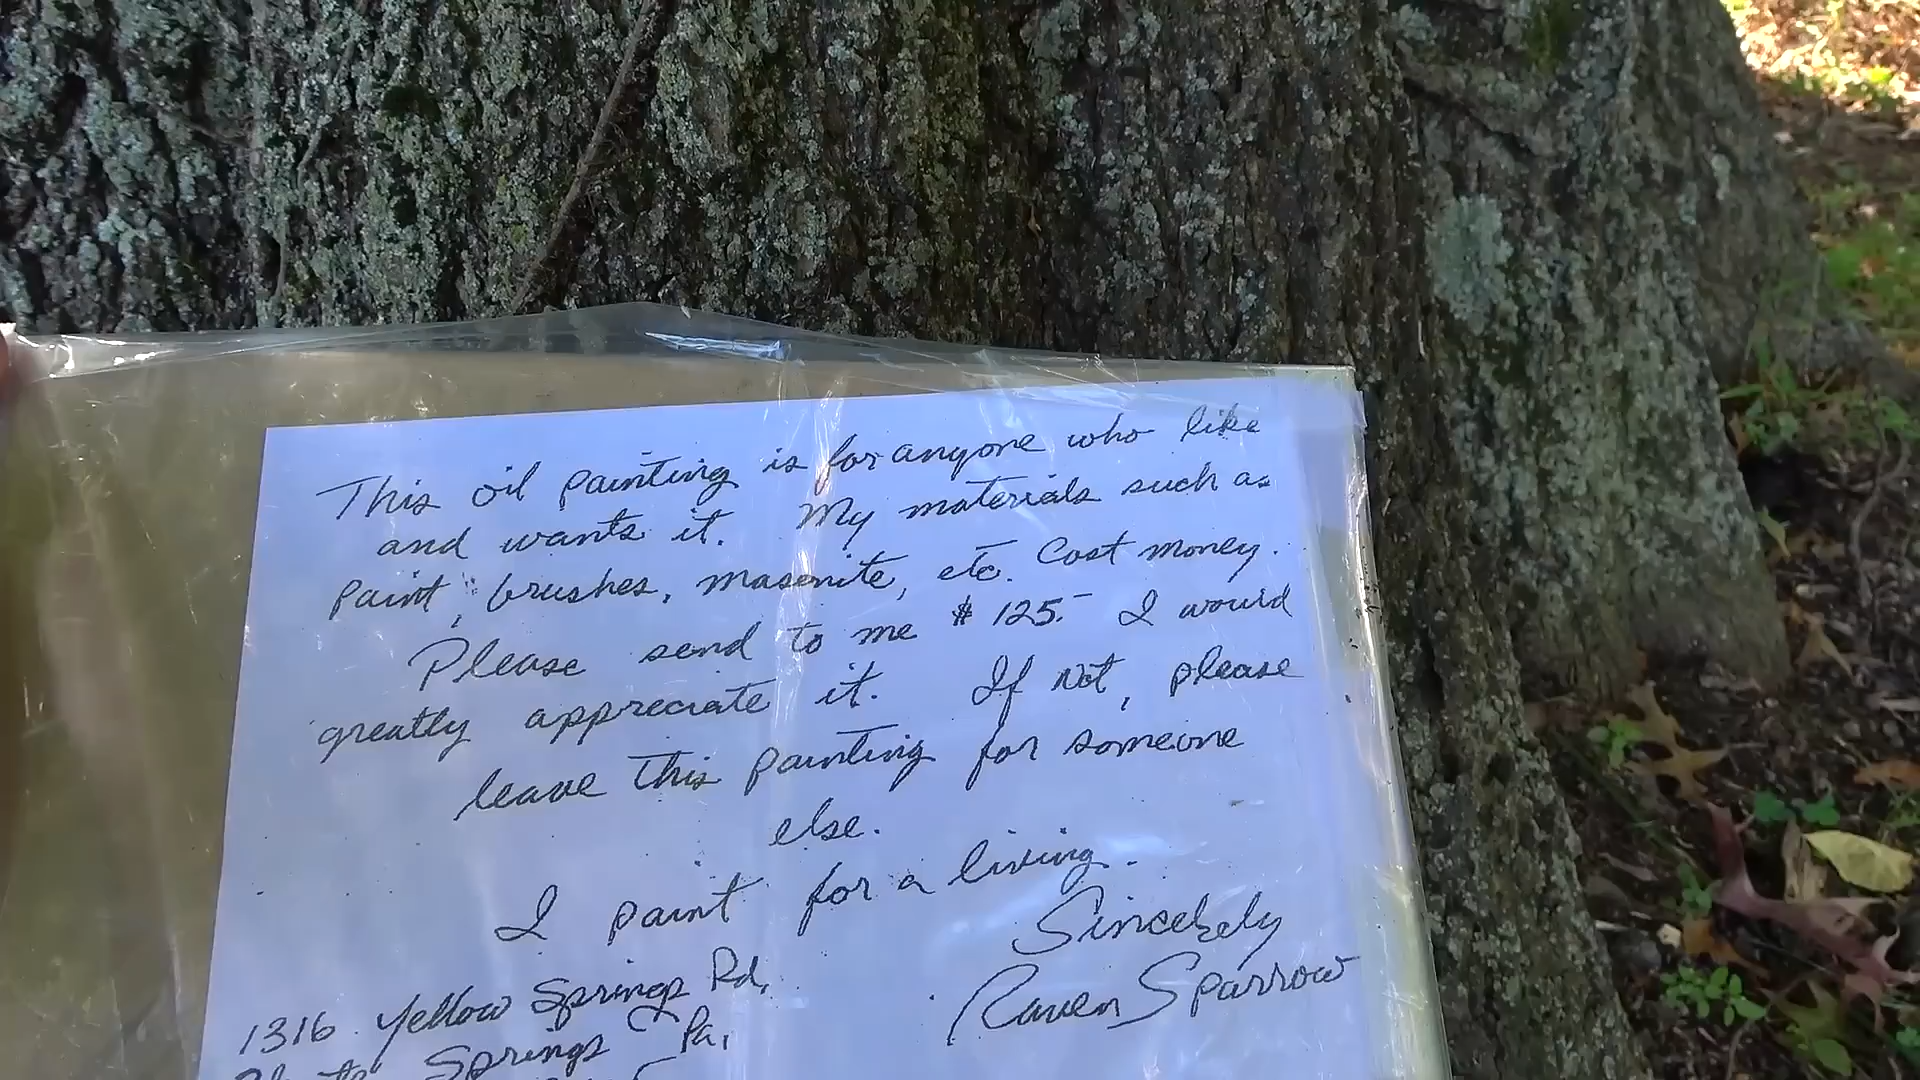 This oil painting is for anyone who like
and wants it. My materials such as
paint, brushes, masonite, etc. Cost money.
Please send to me $125.- I would
greatly appreciate it. If not, please
leave this painting for someone
else.
I paint for a living.
Sincerely
Raven Sparrow
1316 Yellow Springs Rd,
Springs Pa,